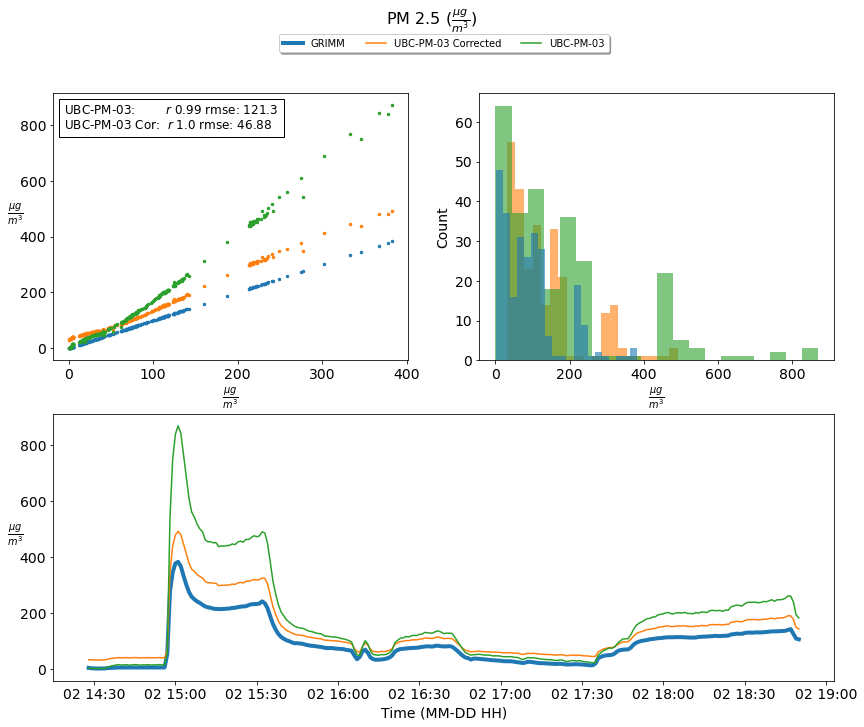 PM 2.5 (μg/m³)
GRIMM UBC-PM-03 Corrected UBC-PM-03
UBC-PM-03: r 0.99 rmse: 121.3
UBC-PM-03 Cor: r 1.0 rmse: 46.88
800
600
400
200
0
μg/m³
0 100 200 300 400
μg/m³
60
50
40
30
20
10
0
Count
0 200 400 600 800
μg/m³
800
600
400
200
0
μg/m³
02 14:30 02 15:00 02 15:30 02 16:00 02 16:30 02 17:00 02 17:30 02 18:00 02 18:30 02 19:00
Time (MM-DD HH)